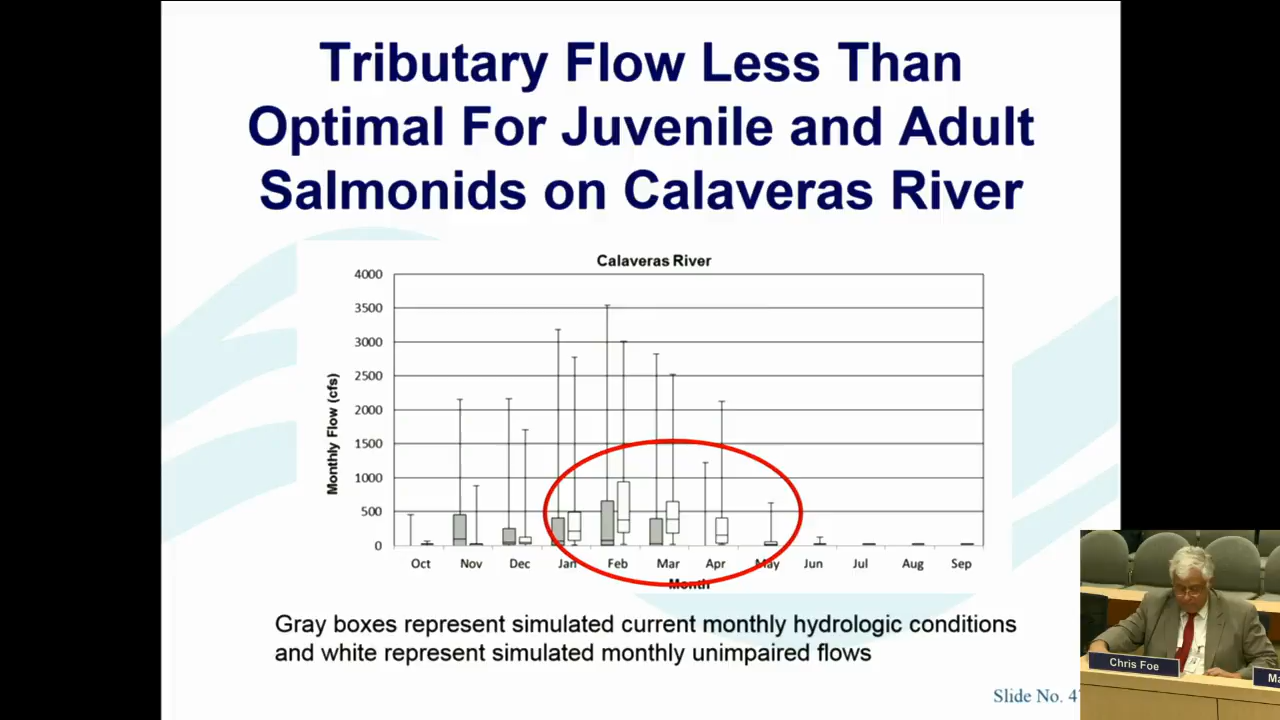 Tributary Flow Less Than
Optimal For Juvenile and Adult
Salmonids on Calaveras River
Calaveras River
4000
3500
3000
2500
2000
1500
1000
500
0
Monthly Flow (cfs)
Oct Nov Dec Jan Feb Mar Apr May Jun Jul Aug Sep
Month
Gray boxes represent simulated current monthly hydrologic conditions
and white represent simulated monthly unimpaired flows
Slide No.
Chris Foe